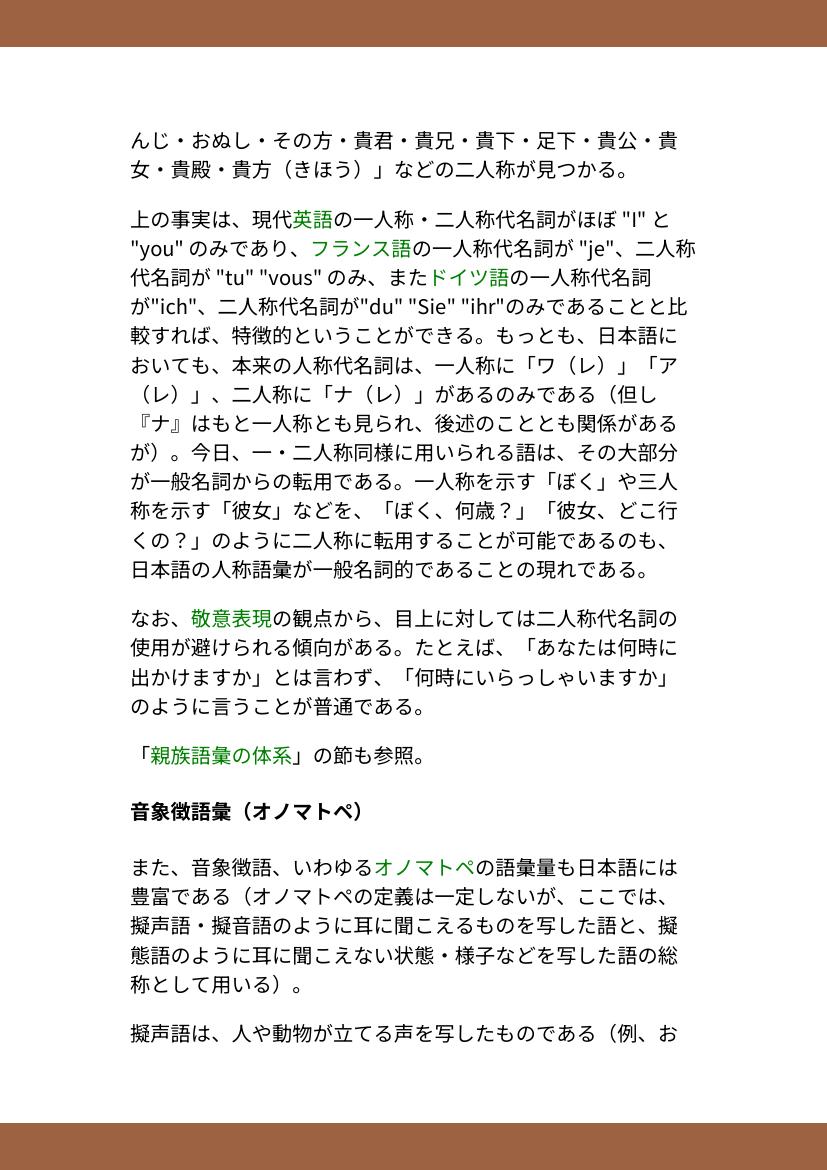 んじ・おぬし・その方・貴君・貴兄・貴下・足下・貴公・貴
女・貴殿・貴方（きほう）」などの二人称が見つかる。
上の事実は、現代英語の一人称・二人称代名詞がほぼ "I" と
"you" のみであり、フランス語の一人称代名詞が "je"、二人称
代名詞が "tu" "vous" のみ、またドイツ語の一人称代名詞
が"ich"、二人称代名詞が"du" "Sie" "ihr"のみであることと比
較すれば、特徴的ということができる。もっとも、日本語に
おいても、本来の人称代名詞は、一人称に「ワ（レ）」「ア
（レ）」、二人称に「ナ（レ）」があるのみである（但し
『ナ』はもと一人称とも見られ、後述のこととも関係がある
が）。今日、一・二人称同様に用いられる語は、その大部分
が一般名詞からの転用である。一人称を示す「ぼく」や三人
称を示す「彼女」などを、「ぼく、何歳？」「彼女、どこ行
くの？」のように二人称に転用することが可能であるのも、
日本語の人称語彙が一般名詞的であることの現れである。
なお、敬意表現の観点から、目上に対しては二人称代名詞の
使用が避けられる傾向がある。たとえば、「あなたは何時に
出かけますか」とは言わず、「何時にいらっしゃいますか」
のように言うことが普通である。
「親族語彙の体系」の節も参照。
音象徴語彙（オノマトペ）
また、音象徴語、いわゆるオノマトペの語彙量も日本語には
豊富である（オノマトペの定義は一定しないが、ここでは、
擬声語・擬音語のように耳に聞こえるものを写した語と、擬
態語のように耳に聞こえない状態・様子などを写した語の総
称として用いる）。
擬声語は、人や動物が立てる声を写したものである（例、お